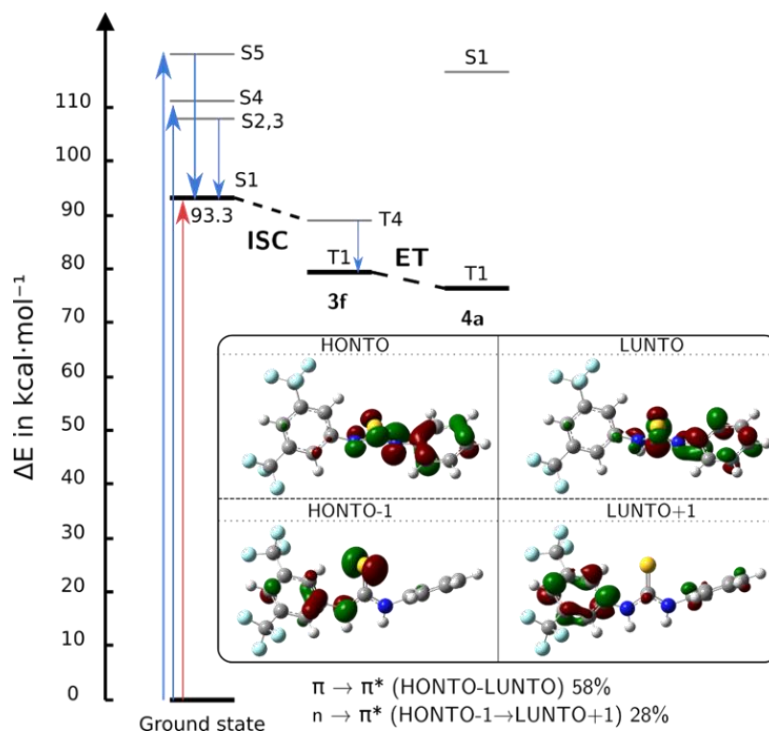 S5
S1
110
S4
S2,3
100
S1
90
93.3
T4
ISC
80
T1
ET
T1
3f
4a
70
HONTO
LUNTO
60
50
40
HONTO-1
LUNTO+1
30
20
10
π → π* (HONTO-LUNTO) 58%
0
n → π* (HONTO-1→LUNTO+1) 28%
Ground state
ΔE in kcal·mol⁻¹